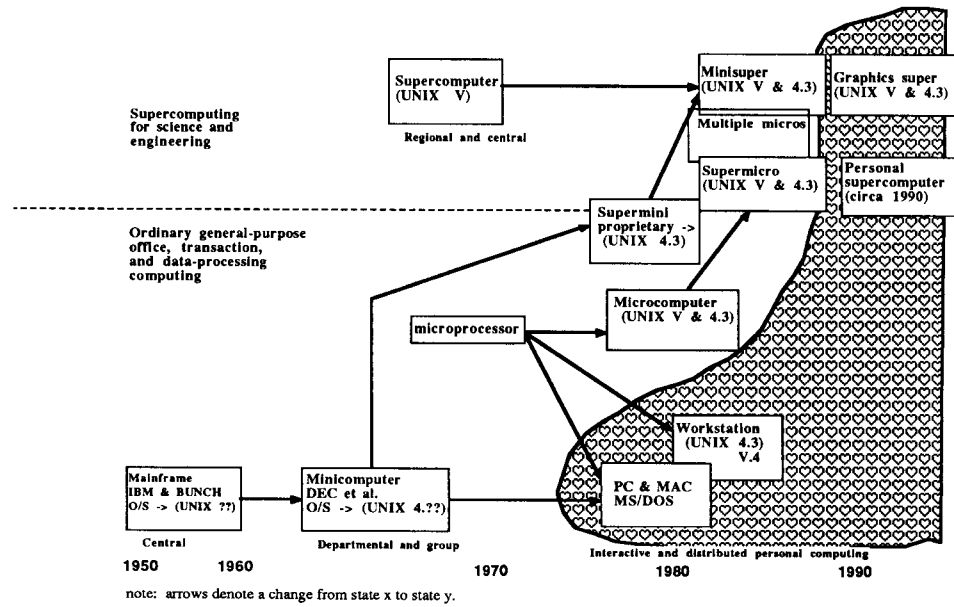 Supercomputer
(UNIX V)
Regional and central
Minisuper
(UNIX V & 4.3)
Graphics super
(UNIX V & 4.3)
Multiple micros
Supercomputing
for science and
engineering
Supermicro
(UNIX V & 4.3)
Personal
supercomputer
(circa 1990)
Supermini
proprietary ->
(UNIX 4.3)
Ordinary general-purpose
office, transaction,
and data-processing
computing
Microcomputer
(UNIX V & 4.3)
microprocessor
Workstation
(UNIX 4.3)
V.4
Mainframe
IBM & BUNCH
O/S -> (UNIX ??)
Central
Minicomputer
DEC et al.
O/S -> (UNIX 4.??)
Departmental and group
PC & MAC
MS/DOS
Interactive and distributed personal computing
1950 1960 1970 1980 1990
note: arrows denote a change from state x to state y.